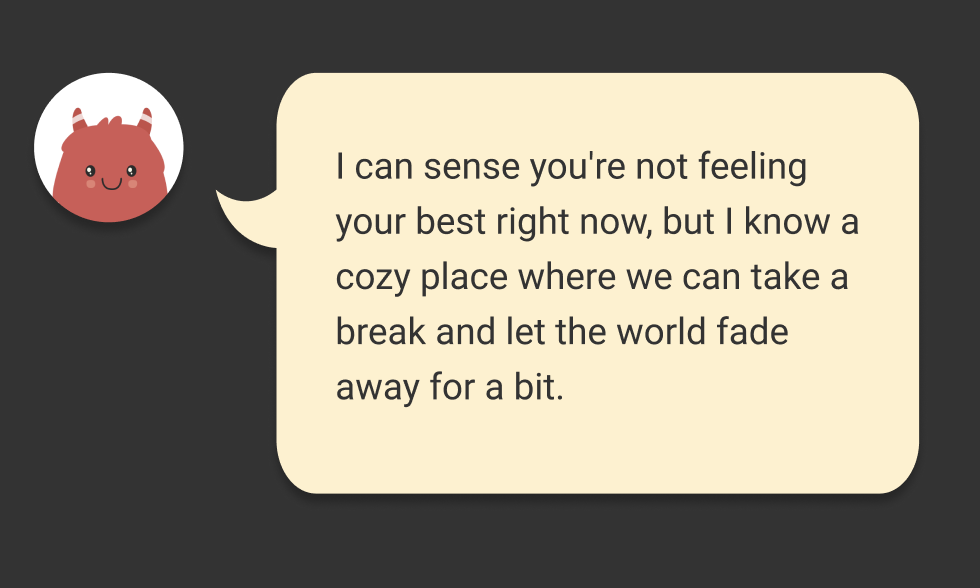 I can sense you're not feeling
your best right now, but I know a
cozy place where we can take a
break and let the world fade
away for a bit.